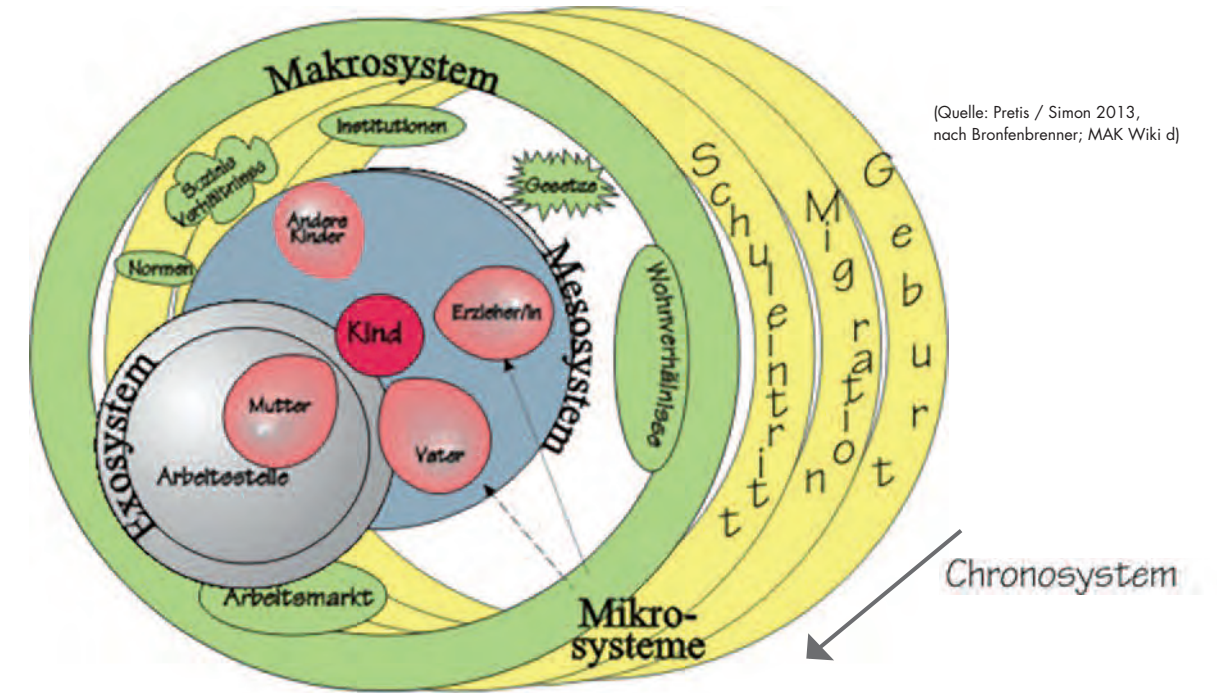 Makrosystem
(Quelle: Pretis / Simon 2013,
nach Bronfenbrenner; MAK Wiki d)
Institutionen
Soziale
Verhältnisse
Gesetze
Normen
Andere
Kinder
Mesosystem
Kind
Erzieher/in
Wohnverhälnisse
Schuleintritt
Migration
Geburt
Exosystem
Mutter
Vater
Arbeitsstelle
Arbeitsmarkt
Mikro-
systeme
Chronosystem